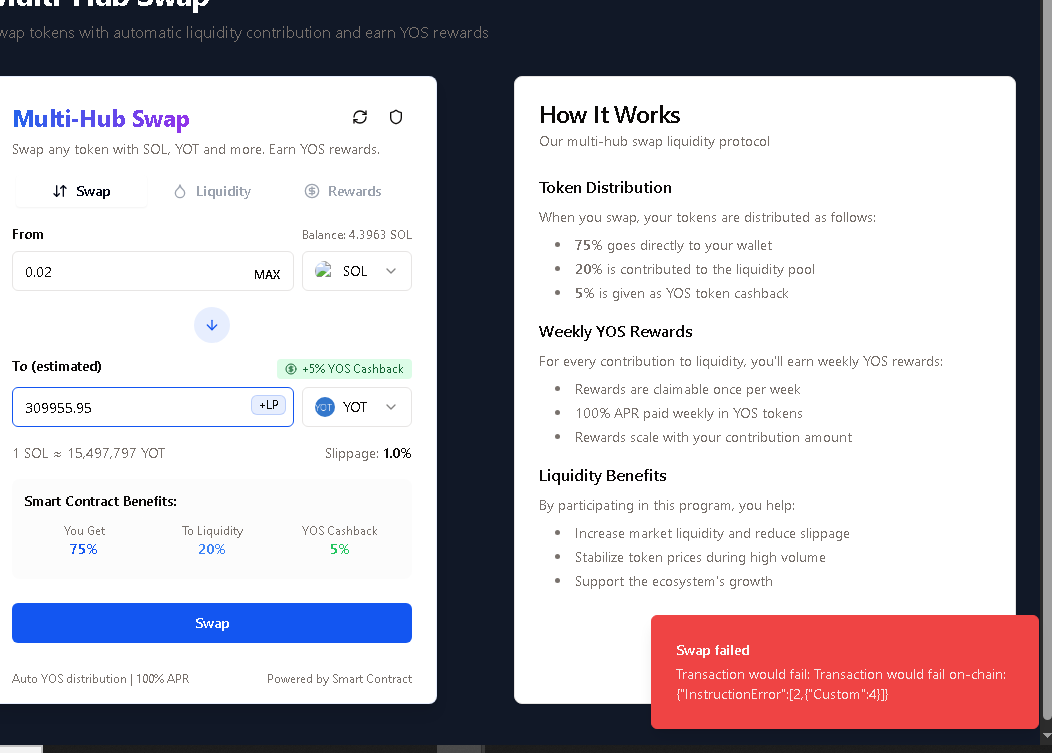 swap tokens with automatic liquidity contribution and earn YOS rewards
Multi-Hub Swap
Swap any token with SOL, YOT and more. Earn YOS rewards.
Swap
Liquidity
Rewards
From
Balance: 4.3963 SOL
0.02
MAX
SOL
To (estimated)
+5% YOS Cashback
309955.95
+LP
YOT
YOT
1 SOL ≈ 15,497,797 YOT
Slippage: 1.0%
Smart Contract Benefits:
You Get
To Liquidity
YOS Cashback
75%
20%
5%
Swap
Auto YOS distribution | 100% APR
Powered by Smart Contract
How It Works
Our multi-hub swap liquidity protocol
Token Distribution
When you swap, your tokens are distributed as follows:
• 75% goes directly to your wallet
• 20% is contributed to the liquidity pool
• 5% is given as YOS token cashback
Weekly YOS Rewards
For every contribution to liquidity, you'll earn weekly YOS rewards:
• Rewards are claimable once per week
• 100% APR paid weekly in YOS tokens
• Rewards scale with your contribution amount
Liquidity Benefits
By participating in this program, you help:
• Increase market liquidity and reduce slippage
• Stabilize token prices during high volume
• Support the ecosystem's growth
Swap failed
Transaction would fail: Transaction would fail on-chain:
{"InstructionError":[2,{"Custom":4}]}